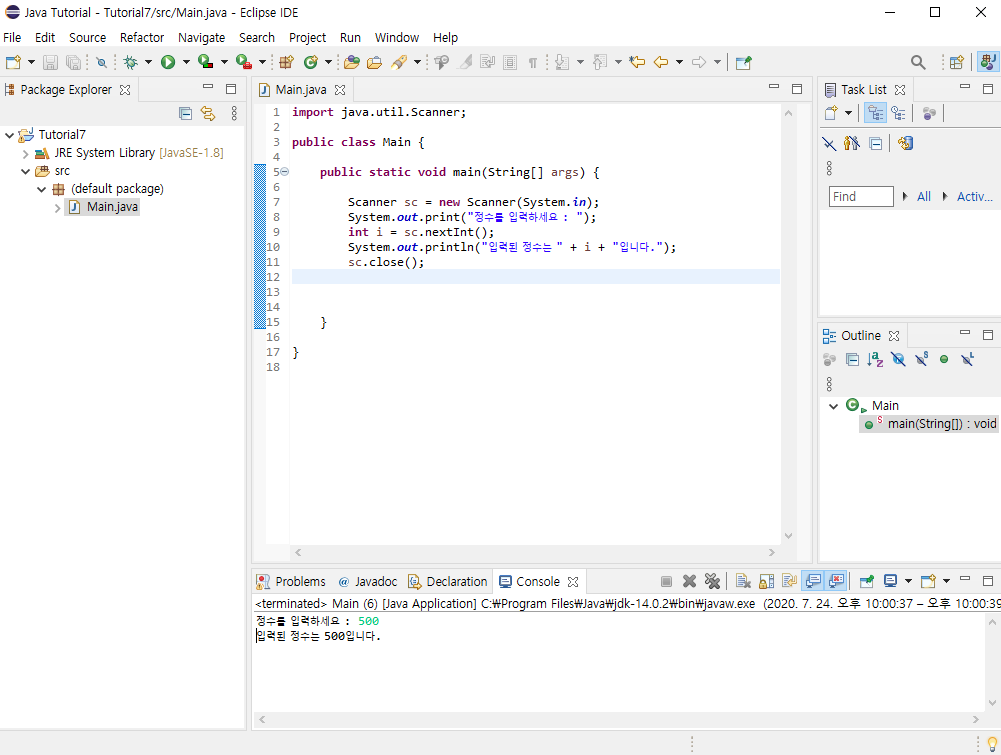 Java Tutorial - Tutorial7/src/Main.java - Eclipse IDE
File Edit Source Refactor Navigate Search Project Run Window Help
Package Explorer
Tutorial7
JRE System Library [JavaSE-1.8]
src
(default package)
Main.java
Main.java
1 import java.util.Scanner;
2
3 public class Main {
4
5 public static void main(String[] args) {
6
7 Scanner sc = new Scanner(System.in);
8 System.out.print("정수를 입력하세요 : ");
9 int i = sc.nextInt();
10 System.out.println("입력된 정수는 " + i + "입니다.");
11 sc.close();
12
13
14
15 }
16
17 }
18
Task List
Find All Activ...
Outline
Main
main(String[]) : void
Problems Javadoc Declaration Console
<terminated> Main (6) [Java Application] C:₩Program Files₩Java₩jdk-14.0.2₩bin₩javaw.exe (2020. 7. 24. 오후 10:00:37 – 오후 10:00:39
정수를 입력하세요 : 500
입력된 정수는 500입니다.